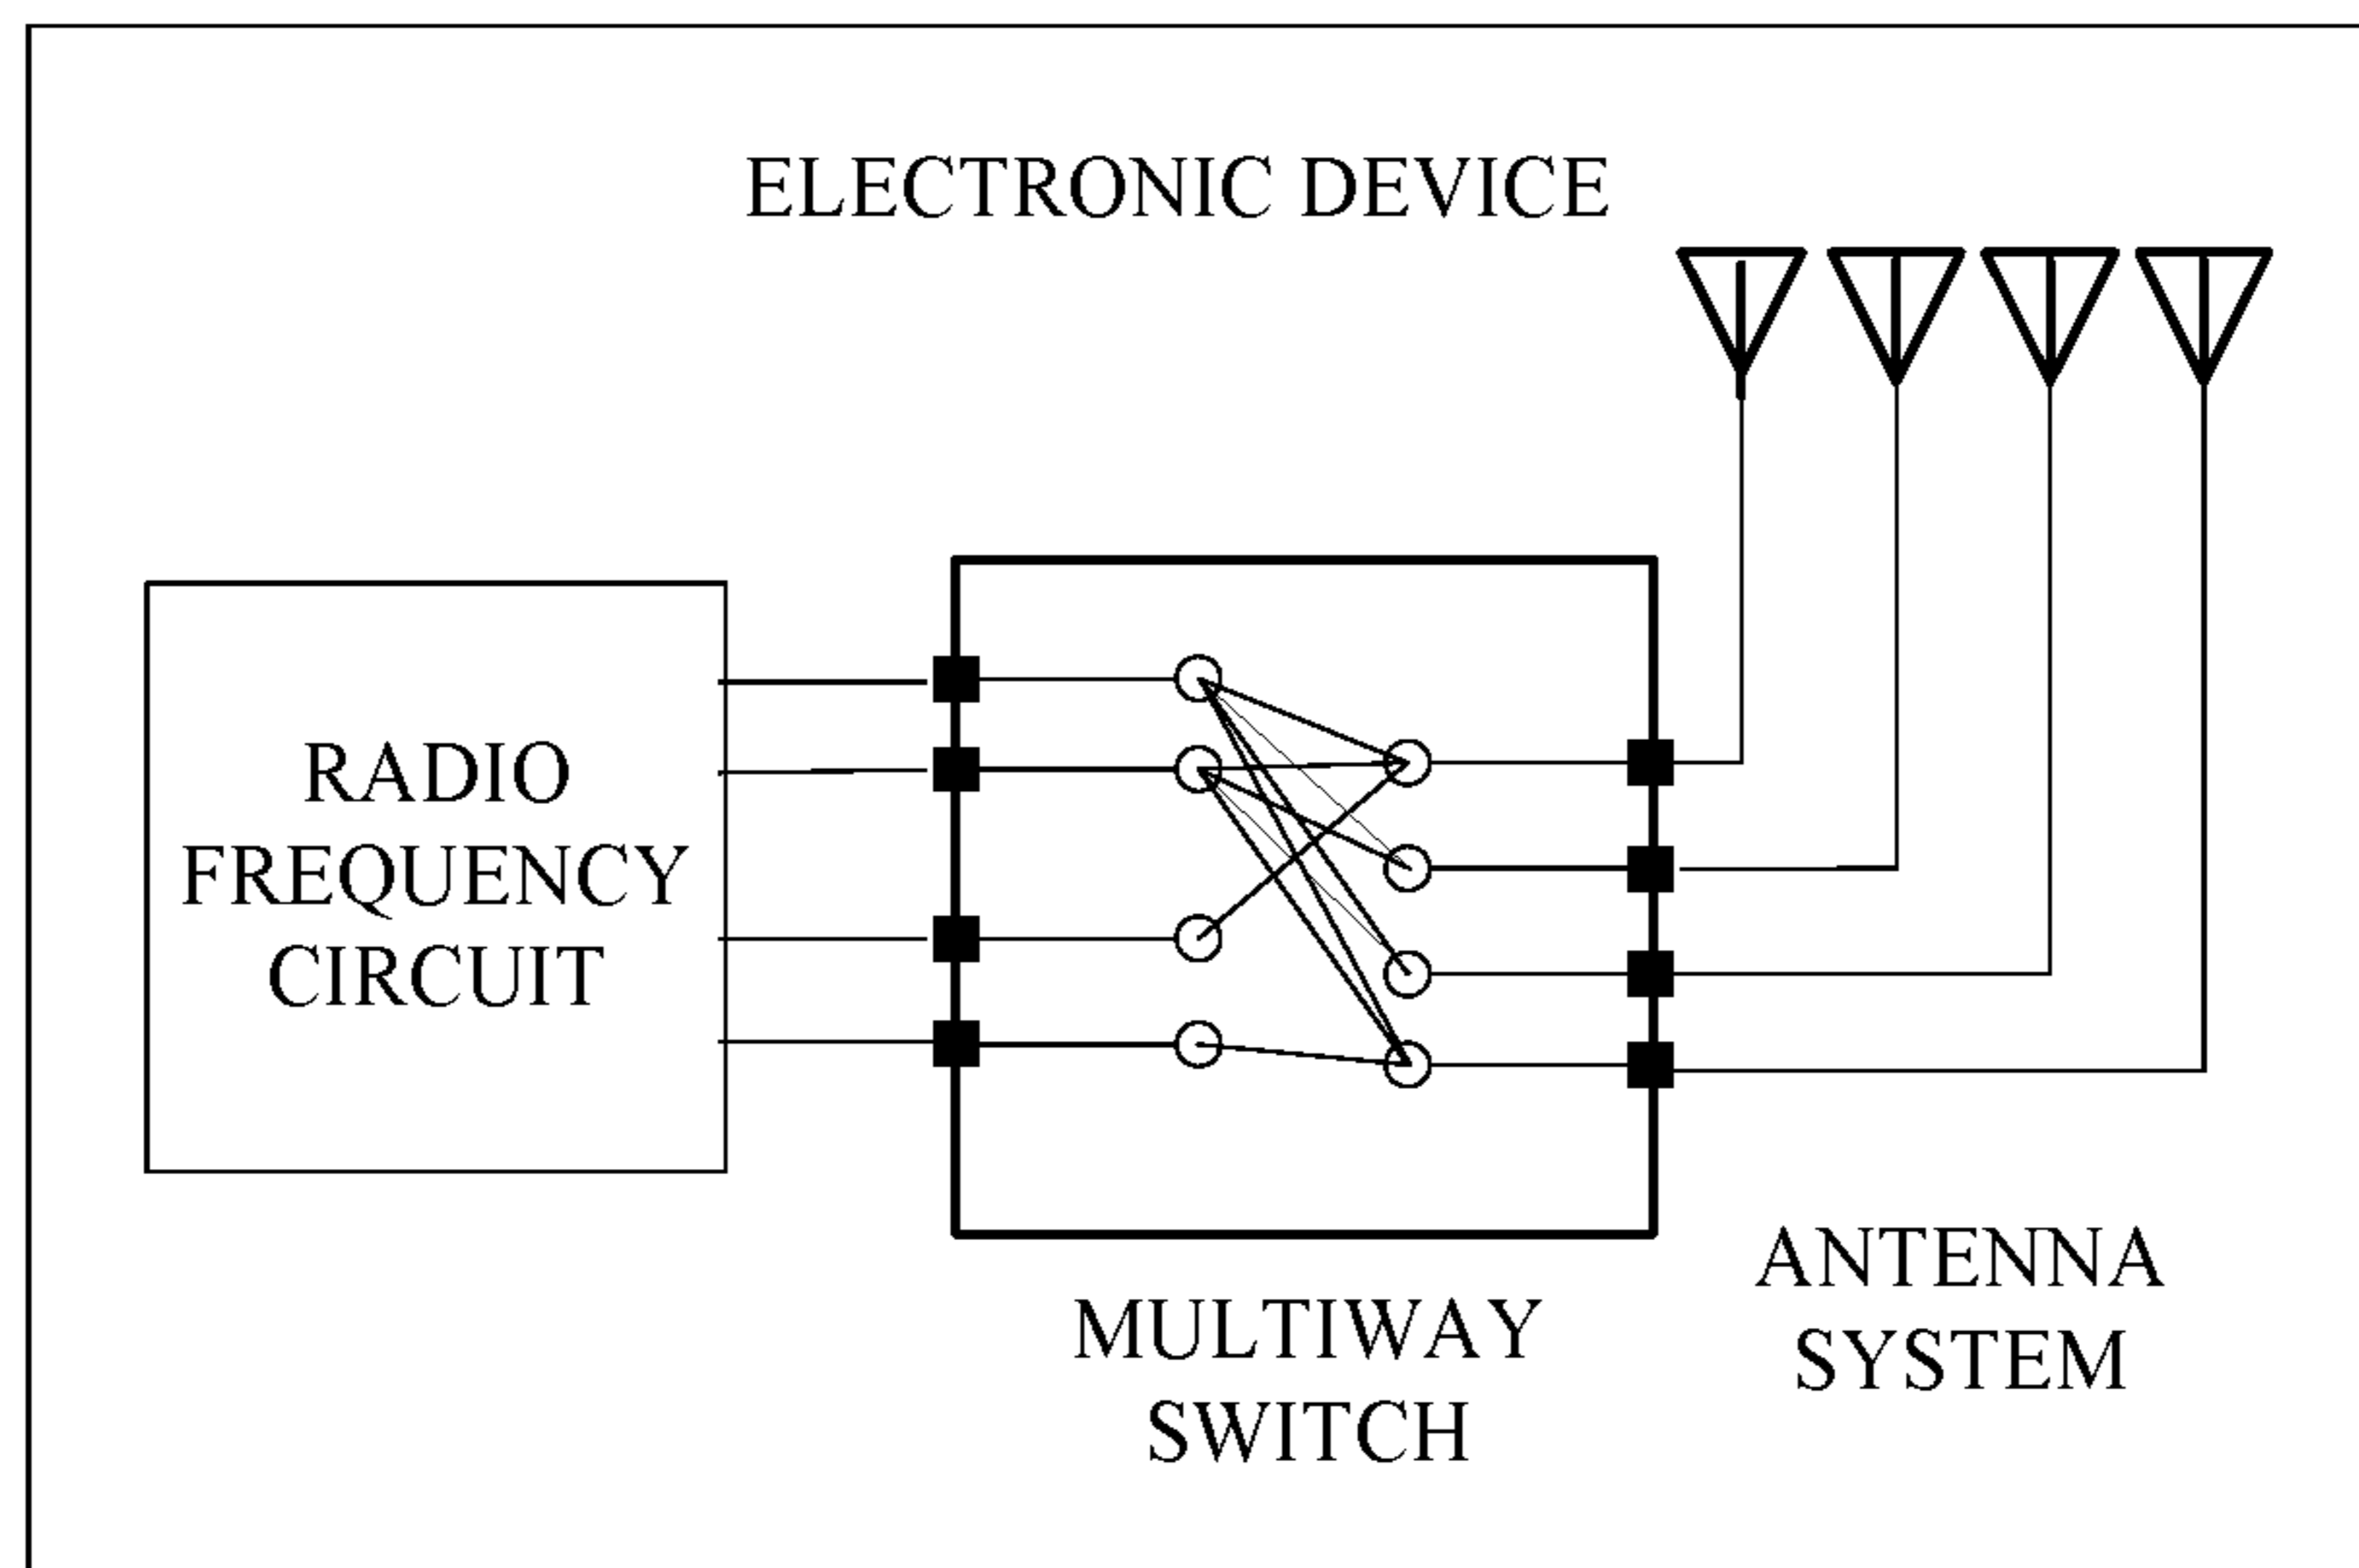 ELECTRONIC DEVICE
RADIO
FREQUENCY
CIRCUIT
MULTIWAY
SWITCH
ANTENNA
SYSTEM